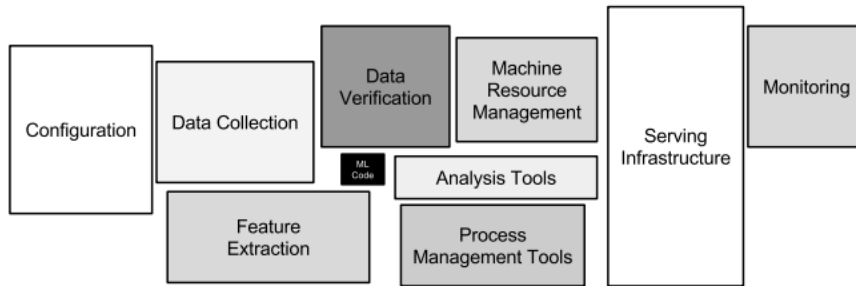 Configuration
Data Collection
Feature
Extraction
Data
Verification
ML
Code
Machine
Resource
Management
Analysis Tools
Process
Management Tools
Serving
Infrastructure
Monitoring